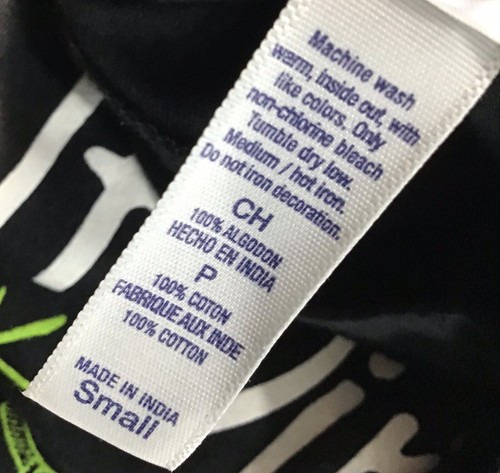 Machine wash
warm, inside out, with
like colors. Only
non-chlorine bleach
Tumble dry low.
Medium / hot iron.
Do not iron decoration.
CH
100% ALGODON
HECHO EN INDIA
P
100% COTON
FABRIQUE AUX INDE
100% COTTON
MADE IN INDIA
Small